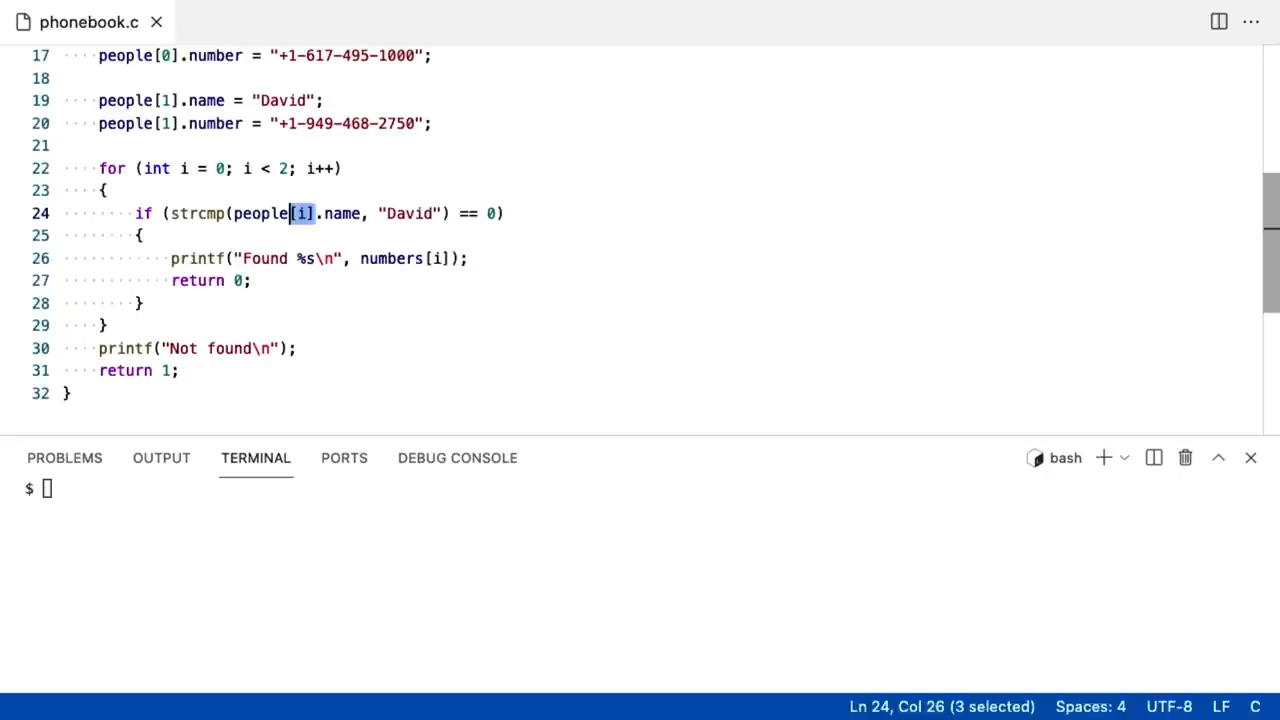 phonebook.c
17 people[0].number = "+1-617-495-1000";
18
19 people[1].name = "David";
20 people[1].number = "+1-949-468-2750";
21
22 for (int i = 0; i < 2; i++)
23 {
24 if (strcmp(people[i].name, "David") == 0)
25 {
26 printf("Found %s\n", numbers[i]);
27 return 0;
28 }
29 }
30 printf("Not found\n");
31 return 1;
32 }
PROBLEMS OUTPUT TERMINAL PORTS DEBUG CONSOLE bash
$
Ln 24, Col 26 (3 selected) Spaces: 4 UTF-8 LF C